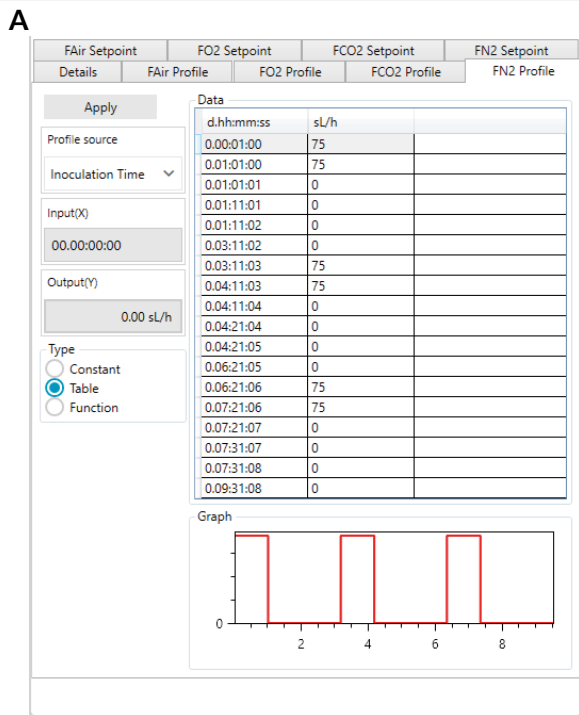 A
FAir Setpoint FO2 Setpoint FCO2 Setpoint FN2 Setpoint
Details FAir Profile FO2 Profile FCO2 Profile FN2 Profile
Apply
Profile source
Inoculation Time
Input(X)
00.00:00:00
Output(Y)
0.00 sL/h
Type
Constant
Table
Function
Data
d.hh:mm:ss sL/h
0.00:01:00 75
0.01:01:00 75
0.01:01:01 0
0.01:11:01 0
0.01:11:02 0
0.03:11:02 0
0.03:11:03 75
0.04:11:03 75
0.04:11:04 0
0.04:21:04 0
0.04:21:05 0
0.06:21:05 0
0.06:21:06 75
0.07:21:06 75
0.07:21:07 0
0.07:31:07 0
0.07:31:08 0
0.09:31:08 0
Graph
0
2 4 6 8